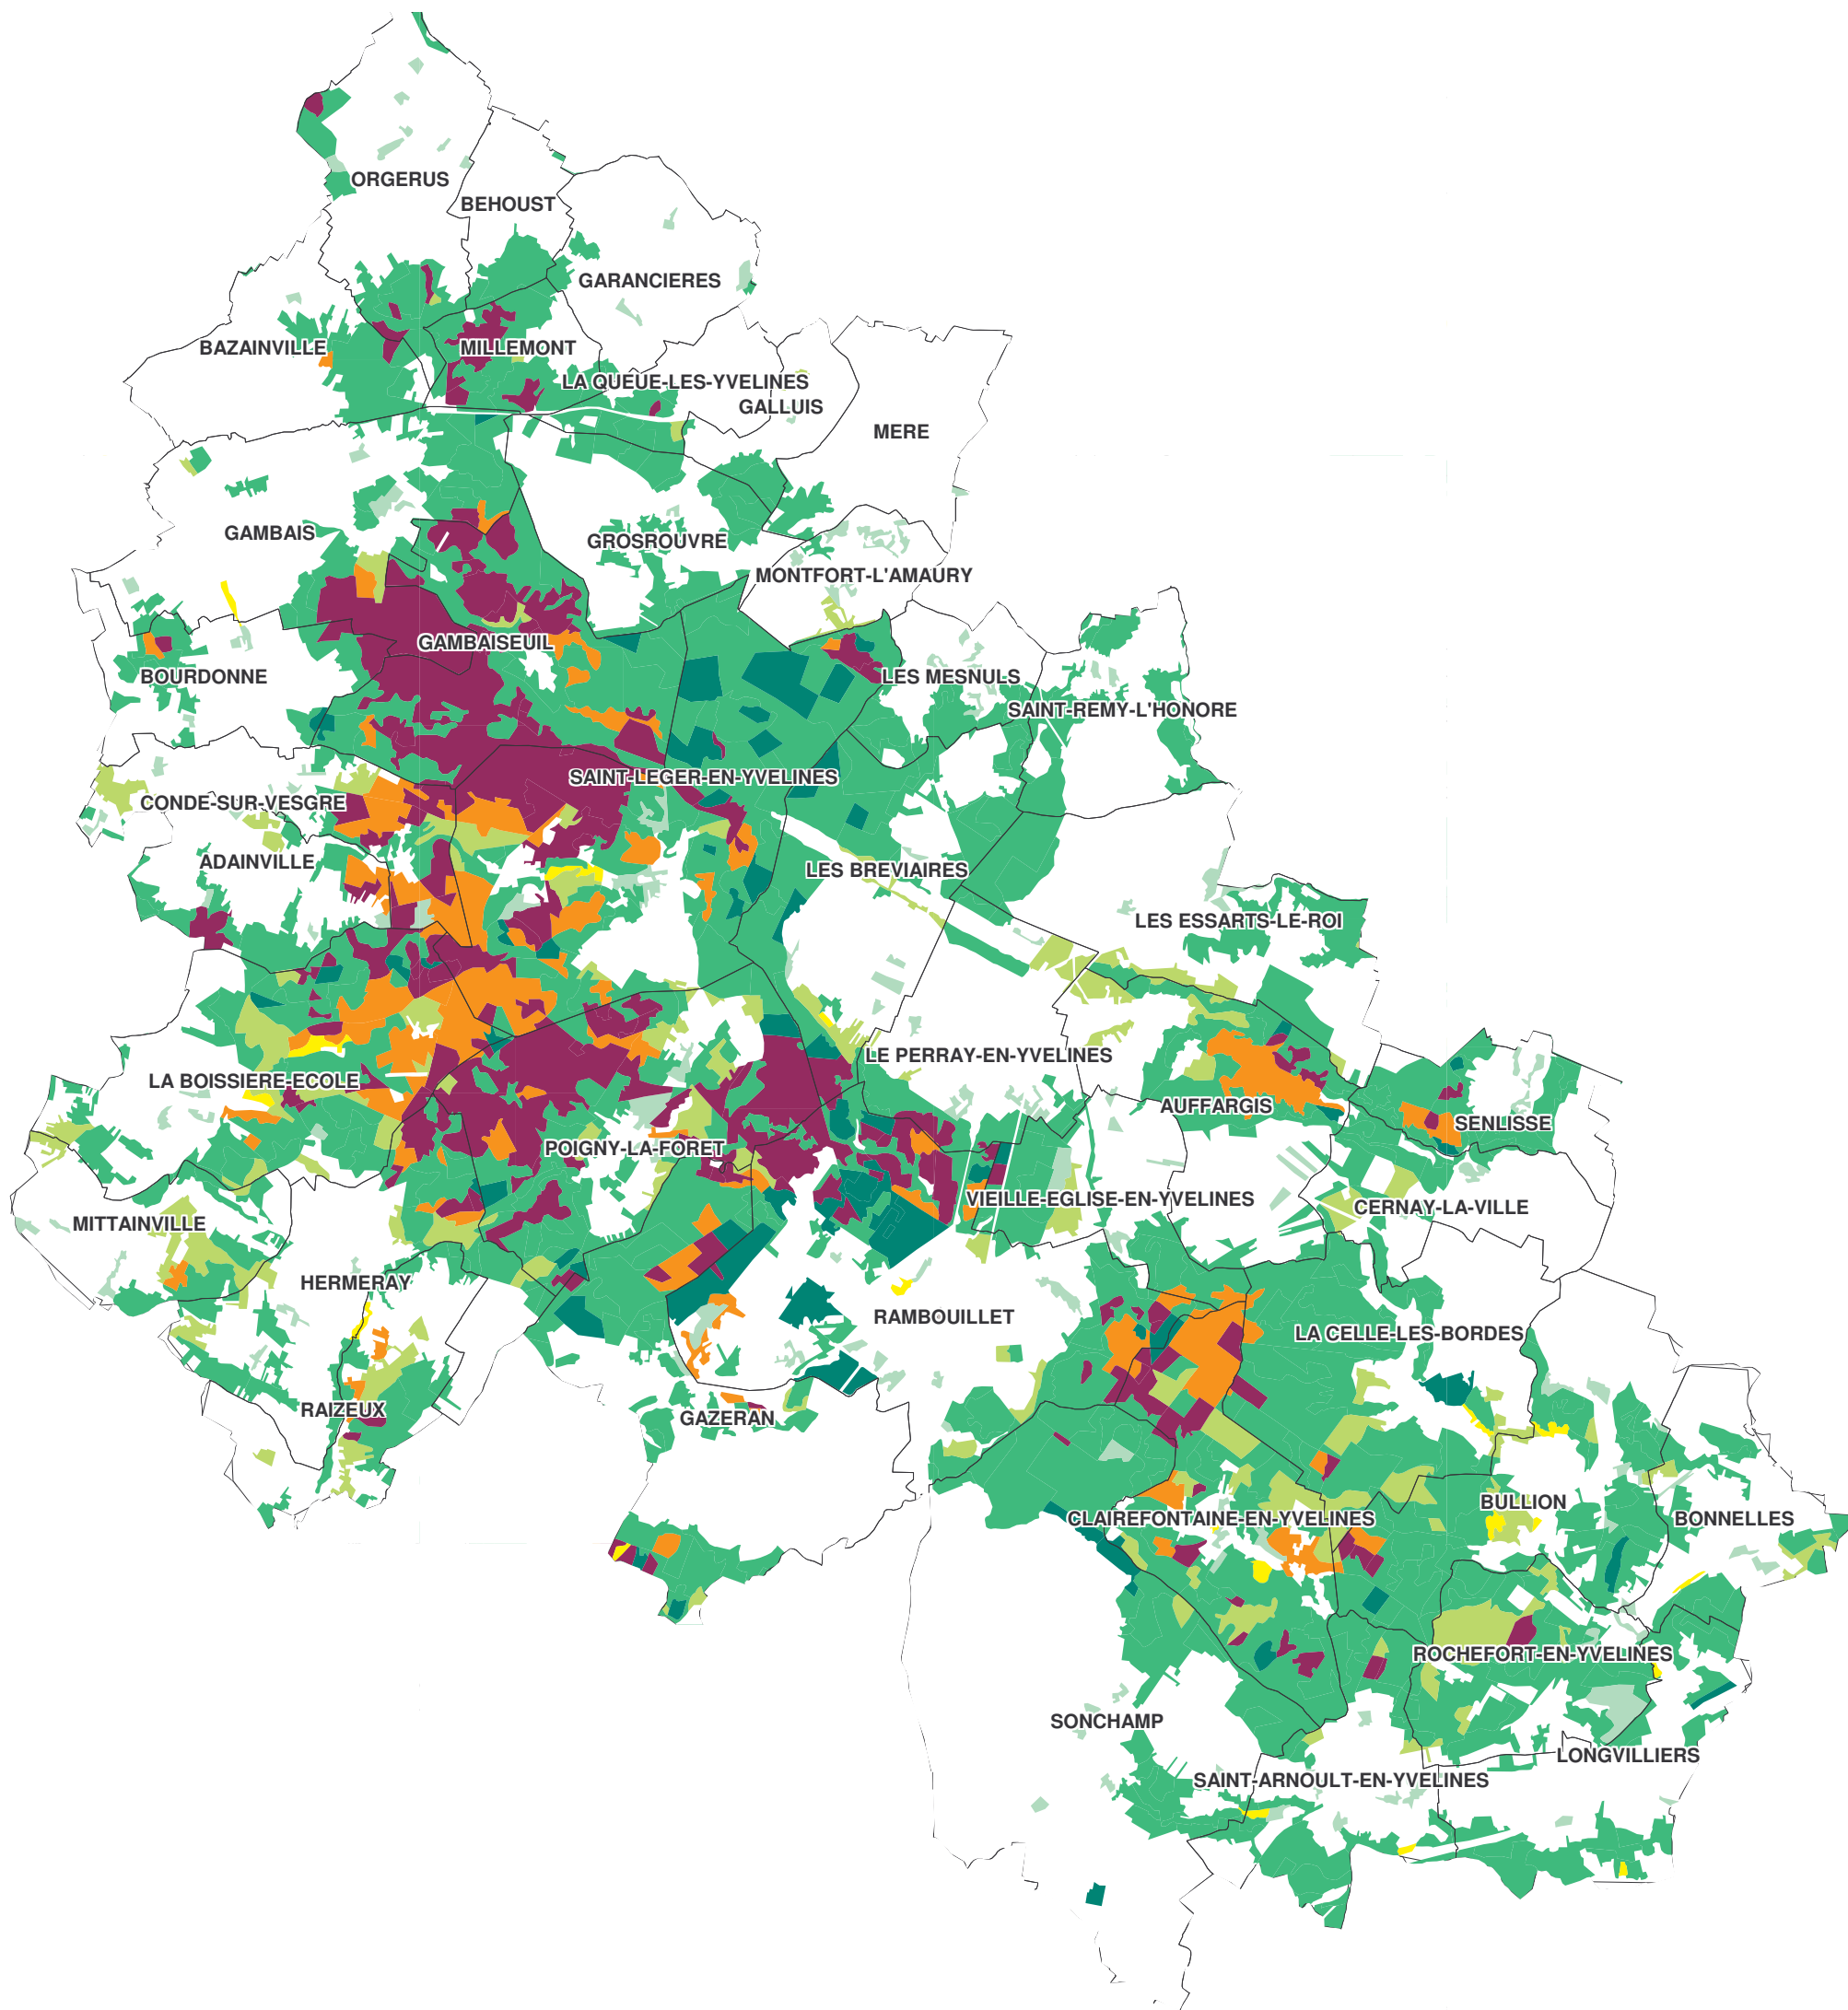 ORGERUS
BEHOUST
GARANCIERES
BAZAINVILLE
MILLEMONT
LA QUEUE-LES-YVELINES
GALLUIS
MERE
GAMBAIS
GROSROUVRE
MONTFORT-L'AMAURY
GAMBAISEUIL
BOURDONNE
LES MESNULS
SAINT-REMY-L'HONORE
SAINT-LEGER-EN-YVELINES
CONDE-SUR-VESGRE
ADAINVILLE
LES BREVIAIRES
LES ESSARTS-LE-ROI
LE PERRAY-EN-YVELINES
LA BOISSIERE-ECOLE
AUFFARGIS
SENLISSE
POIGNY-LA-FORET
VIEILLE-EGLISE-EN-YVELINES
CERNAY-LA-VILLE
MITTAINVILLE
HERMERAY
RAMBOUILLET
LA CELLE-LES-BORDES
RAIZEUX
GAZERAN
BULLION
CLAIREFONTAINE-EN-YVELINES
BONNELLES
ROCHEFORT-EN-YVELINES
SONCHAMP
LONGVILLIERS
SAINT-ARNOULT-EN-YVELINES